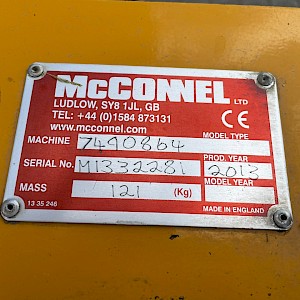 McCONNEL LTD
LUDLOW, SY8 1JL, GB
TEL: +44 (0)1584 873131
www.mcconnel.com CE
MACHINE 7490864 MODEL TYPE
SERIAL No. M1332281 PROD. YEAR 2013
MASS 121 (Kg) MODEL YEAR
13 35 246 MADE IN ENGLAND